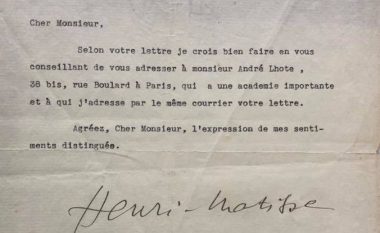 Cher Monsieur,
Selon votre lettre je crois bien faire en vous
conseillant de vous adresser à monsieur André Lhote ,
38 bis, rue Boulard à Paris, qui a une academie importante
et à qui j'adresse par le même courrier votre lettre.
Agréez, Cher Monsieur, l'expression de mes senti-
ments distingués.
Henri-Matisse